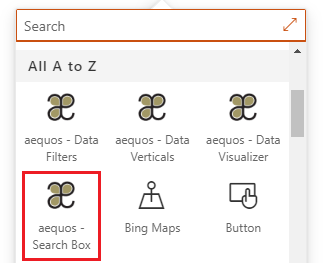 Search
All A to Z
aequos - Data Filters
aequos - Data Verticals
aequos - Data Visualizer
aequos - Search Box
Bing Maps
Button